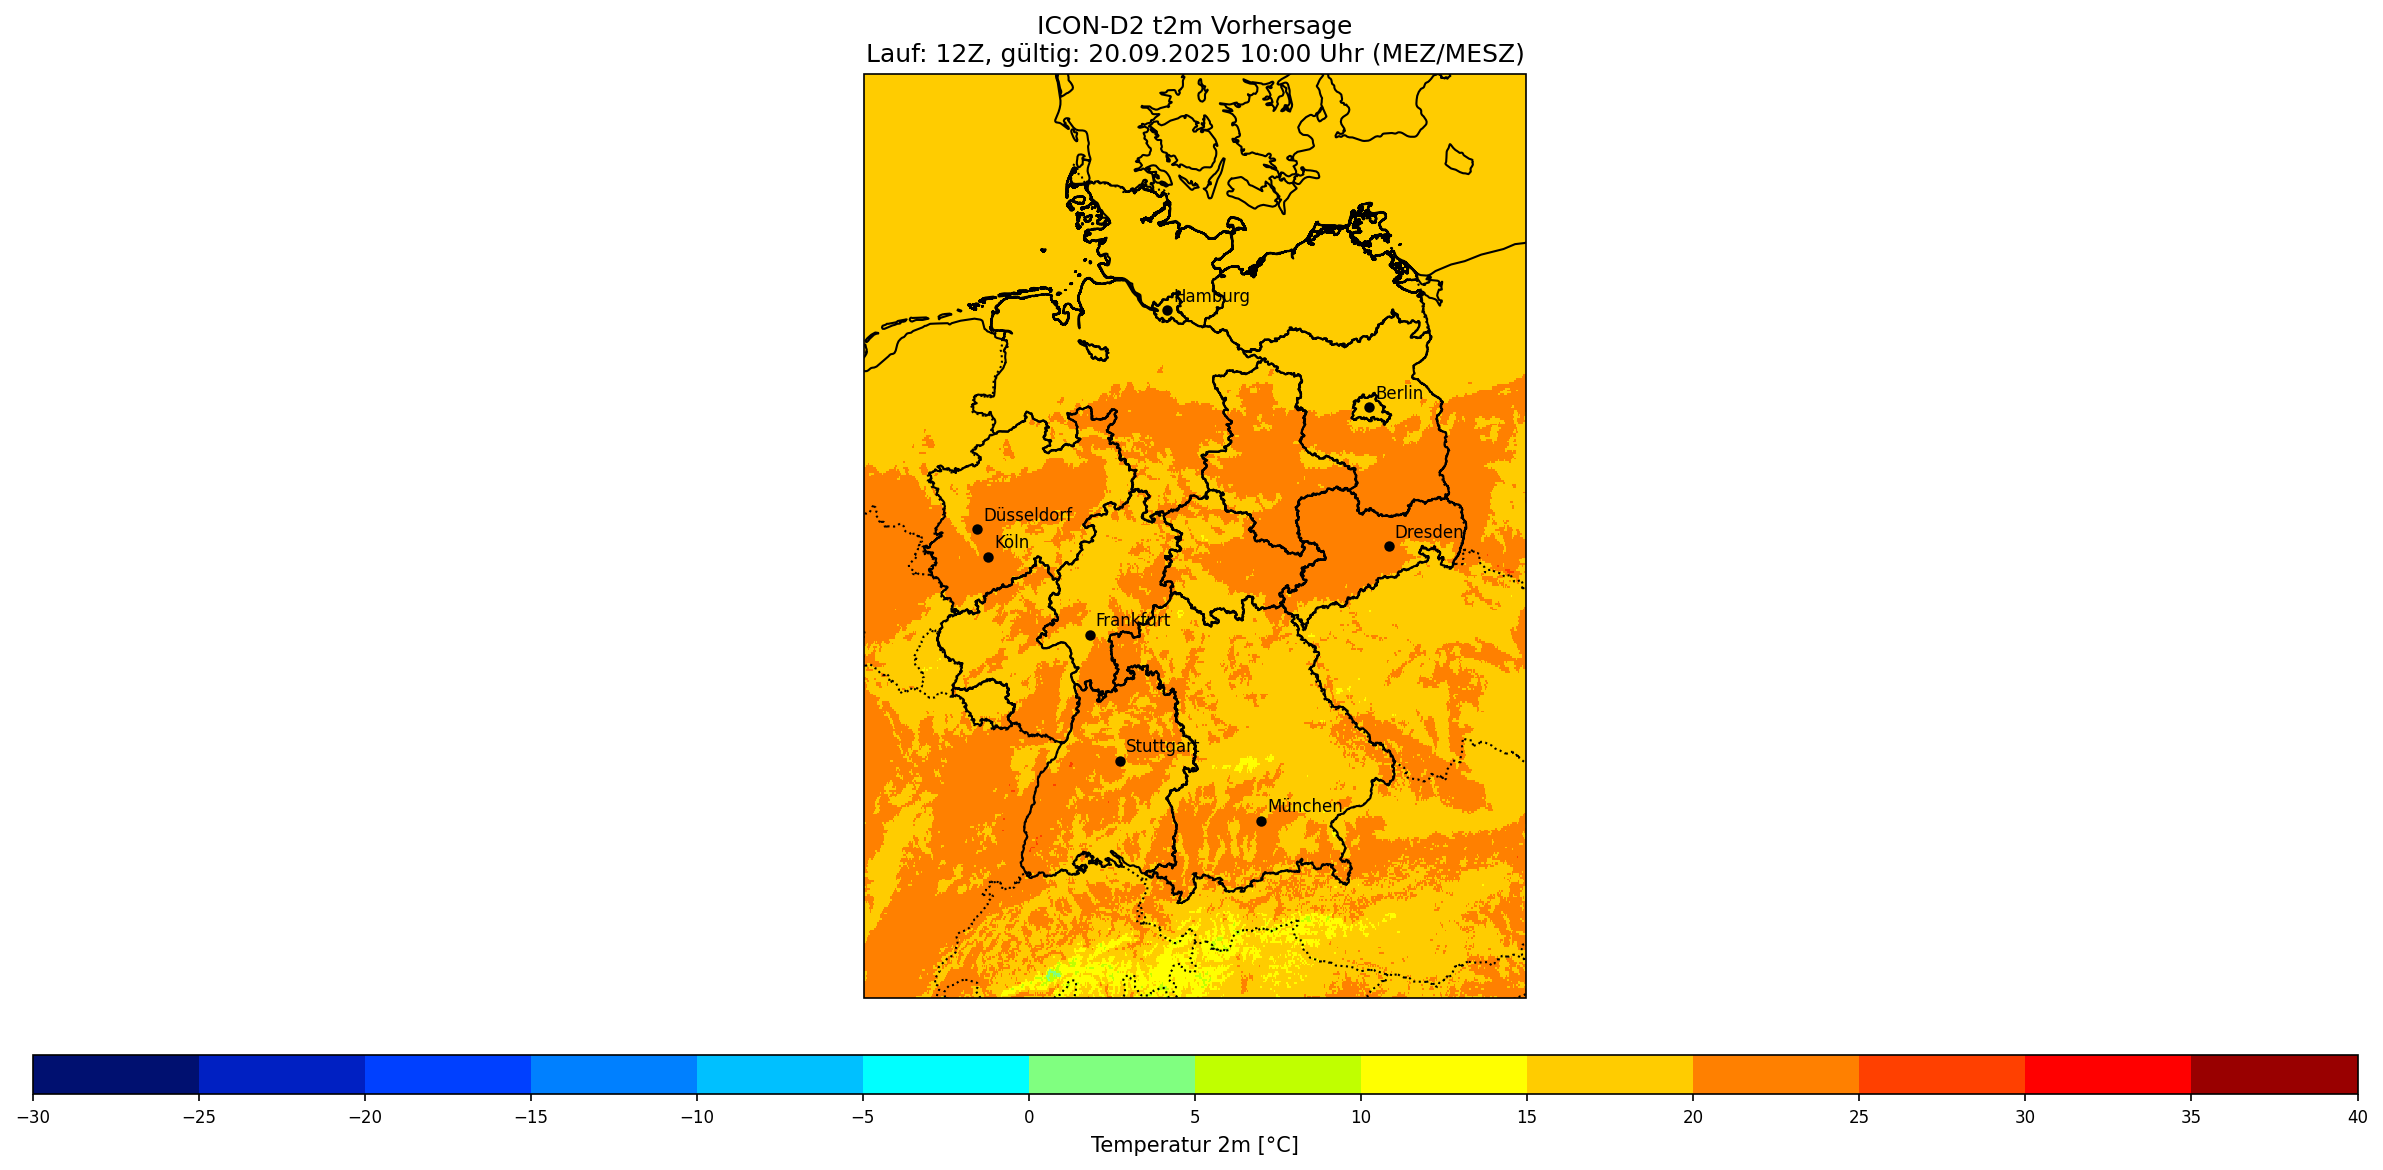 ICON-D2 t2m Vorhersage
Lauf: 12Z, gültig: 20.09.2025 10:00 Uhr (MEZ/MESZ)
Hamburg
Berlin
Düsseldorf
Dresden
Köln
Frankfurt
Stuttgart
München
−30 −25 −20 −15 −10 −5 0 5 10 15 20 25 30 35 40
Temperatur 2m [°C]